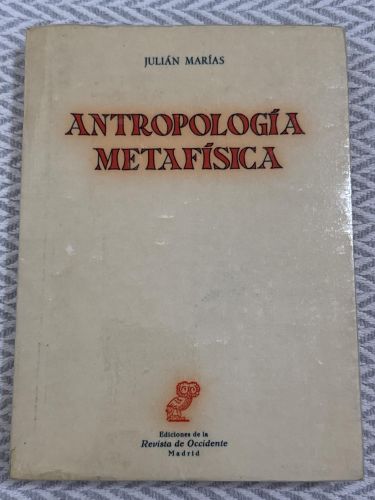 JULIÁN MARÍAS
ANTROPOLOGÍA
METAFÍSICA
Ediciones de la
Revista de Occidente
Madrid